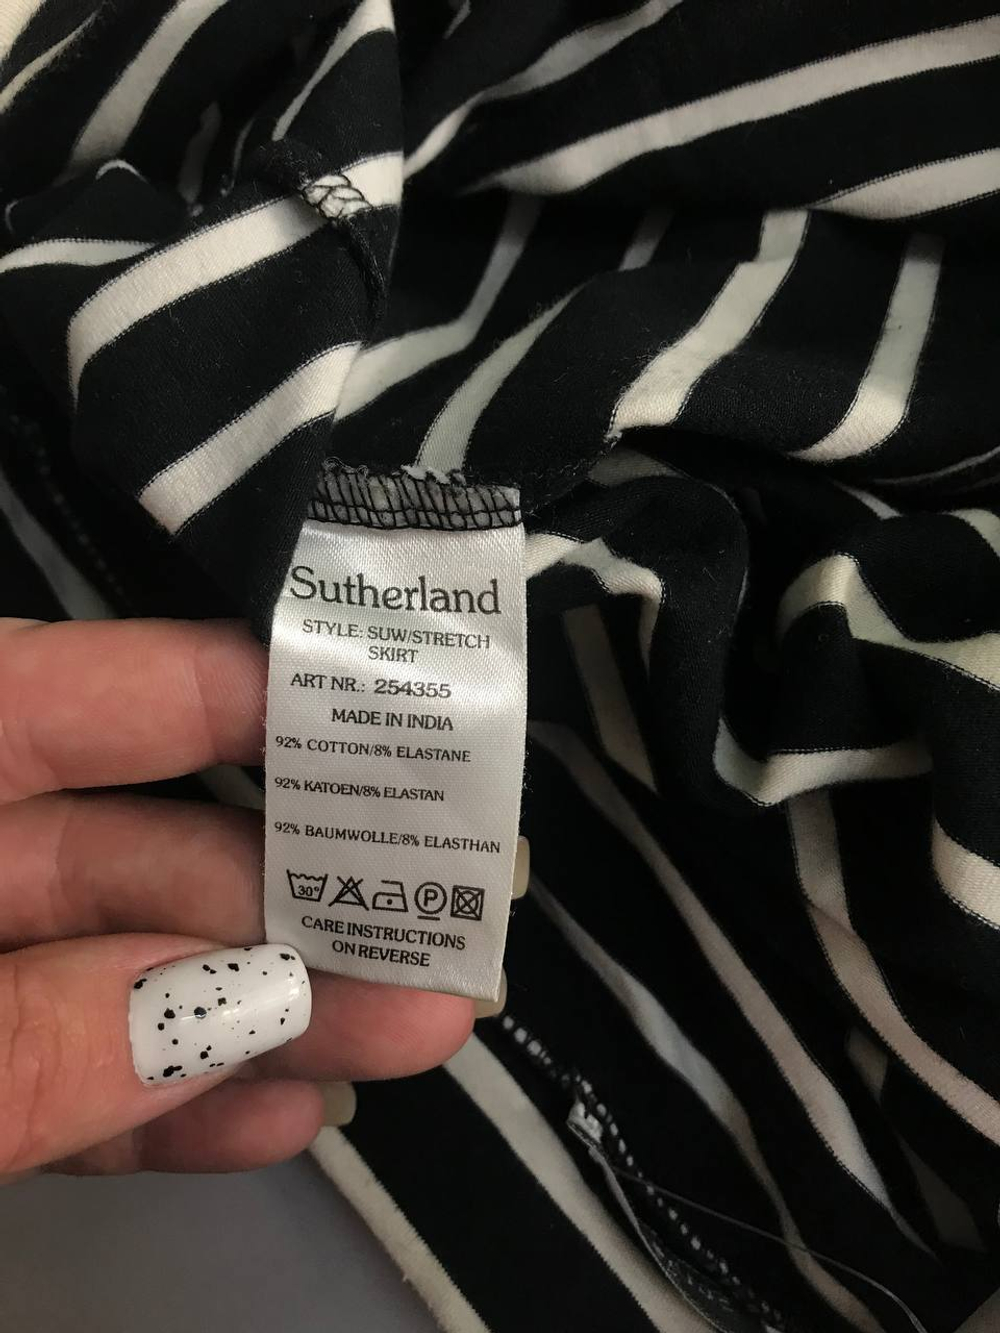 Sutherland
STYLE: SUW/STRETCH
SKIRT
ART NR.: 254355
MADE IN INDIA
92% COTTON/8% ELASTANE
92% KATOEN/8% ELASTAN
92% BAUMWOLLE/8% ELASTHAN
30° P
CARE INSTRUCTIONS
ON REVERSE